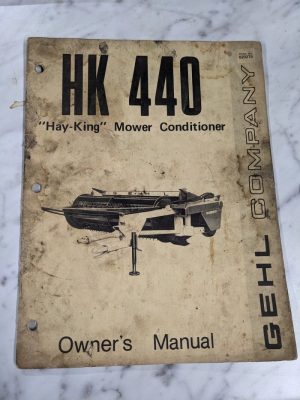 HK 440
"Hay-King" Mower Conditioner
GEHL COMPANY
Owner's Manual